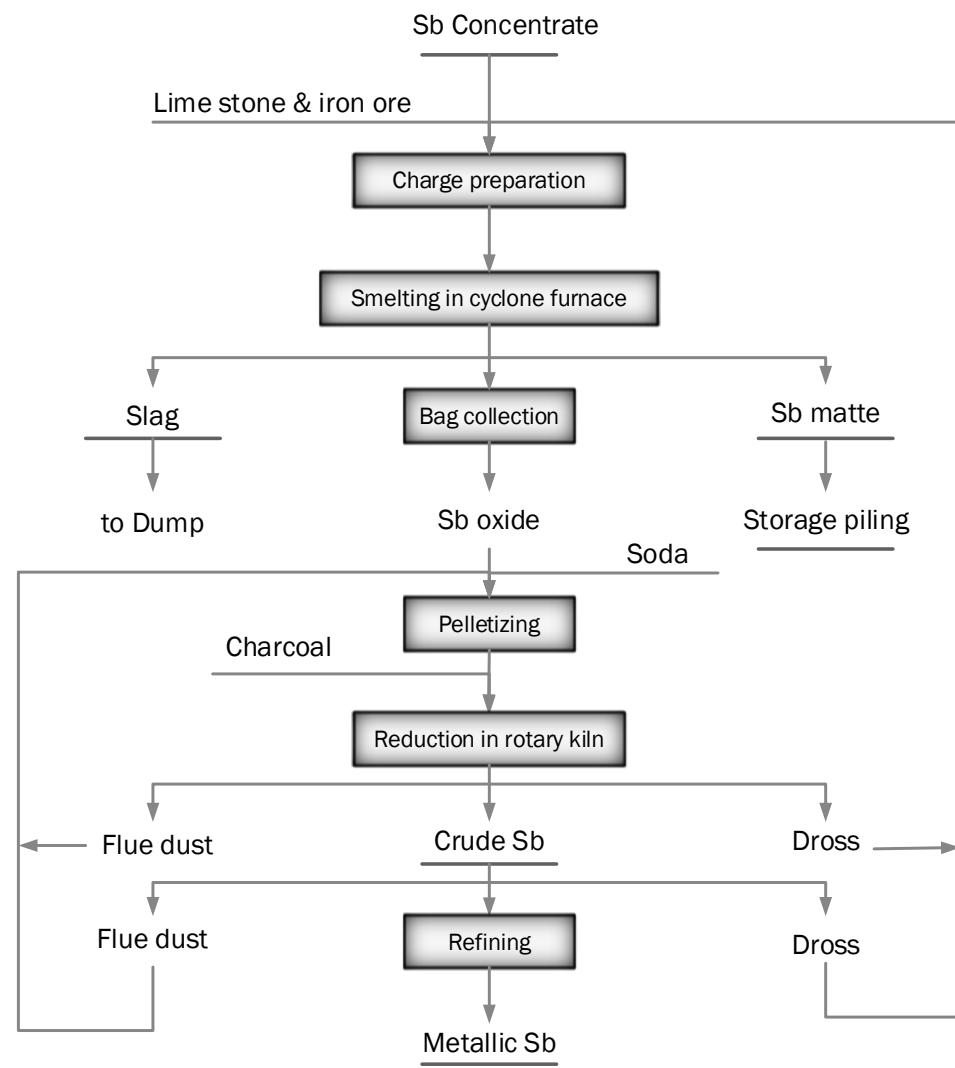 Sb Concentrate
Lime stone & iron ore
Charge preparation
Smelting in cyclone furnace
Slag
Bag collection
Sb matte
to Dump
Sb oxide
Storage piling
Soda
Pelletizing
Charcoal
Reduction in rotary kiln
Flue dust
Crude Sb
Dross
Flue dust
Refining
Dross
Metallic Sb